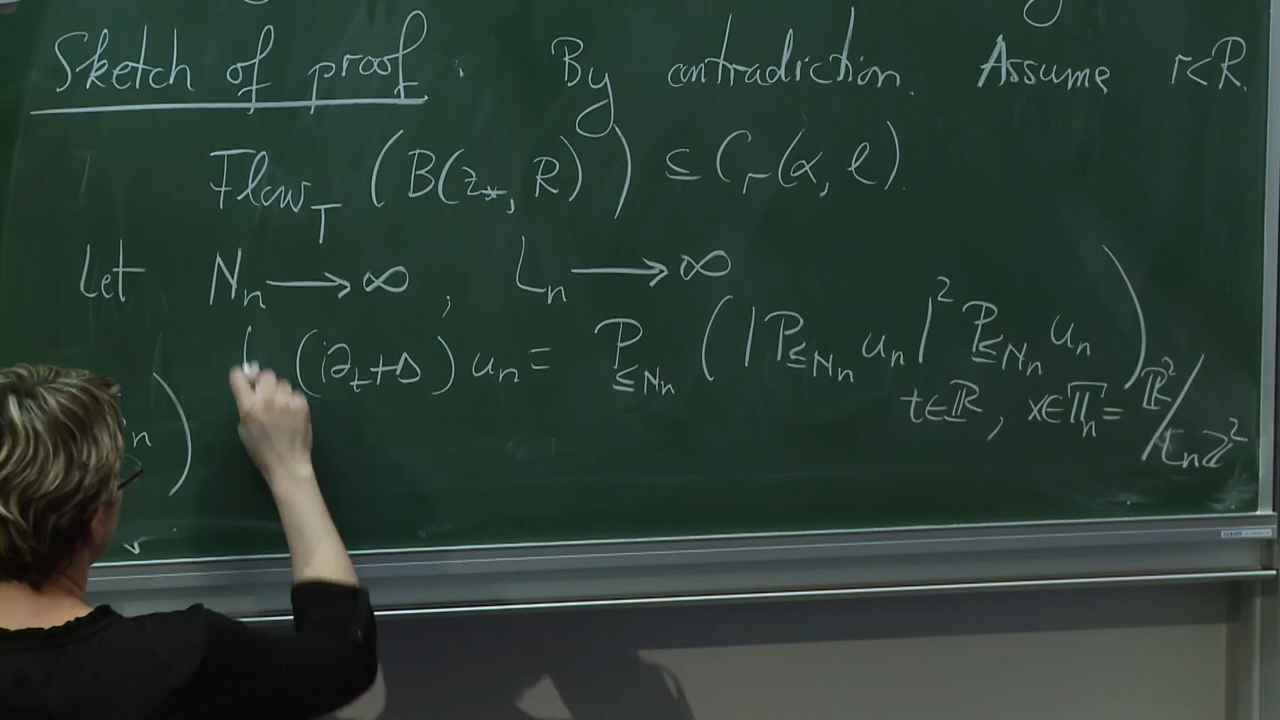 Sketch of proof. By contradiction. Assume r<R.
Flow_T (B(z_*, R)) ⊆ C_r(α, ℓ).
Let N_n ⟶ ∞, L_n ⟶ ∞
(i∂_t+Δ) u_n = P_{≤N_n} (|P_{≤N_n} u_n|^2 P_{≤N_n} u_n)
t∈ℝ, x∈𝕋_n = ℝ^2/L_nℤ^2
n )